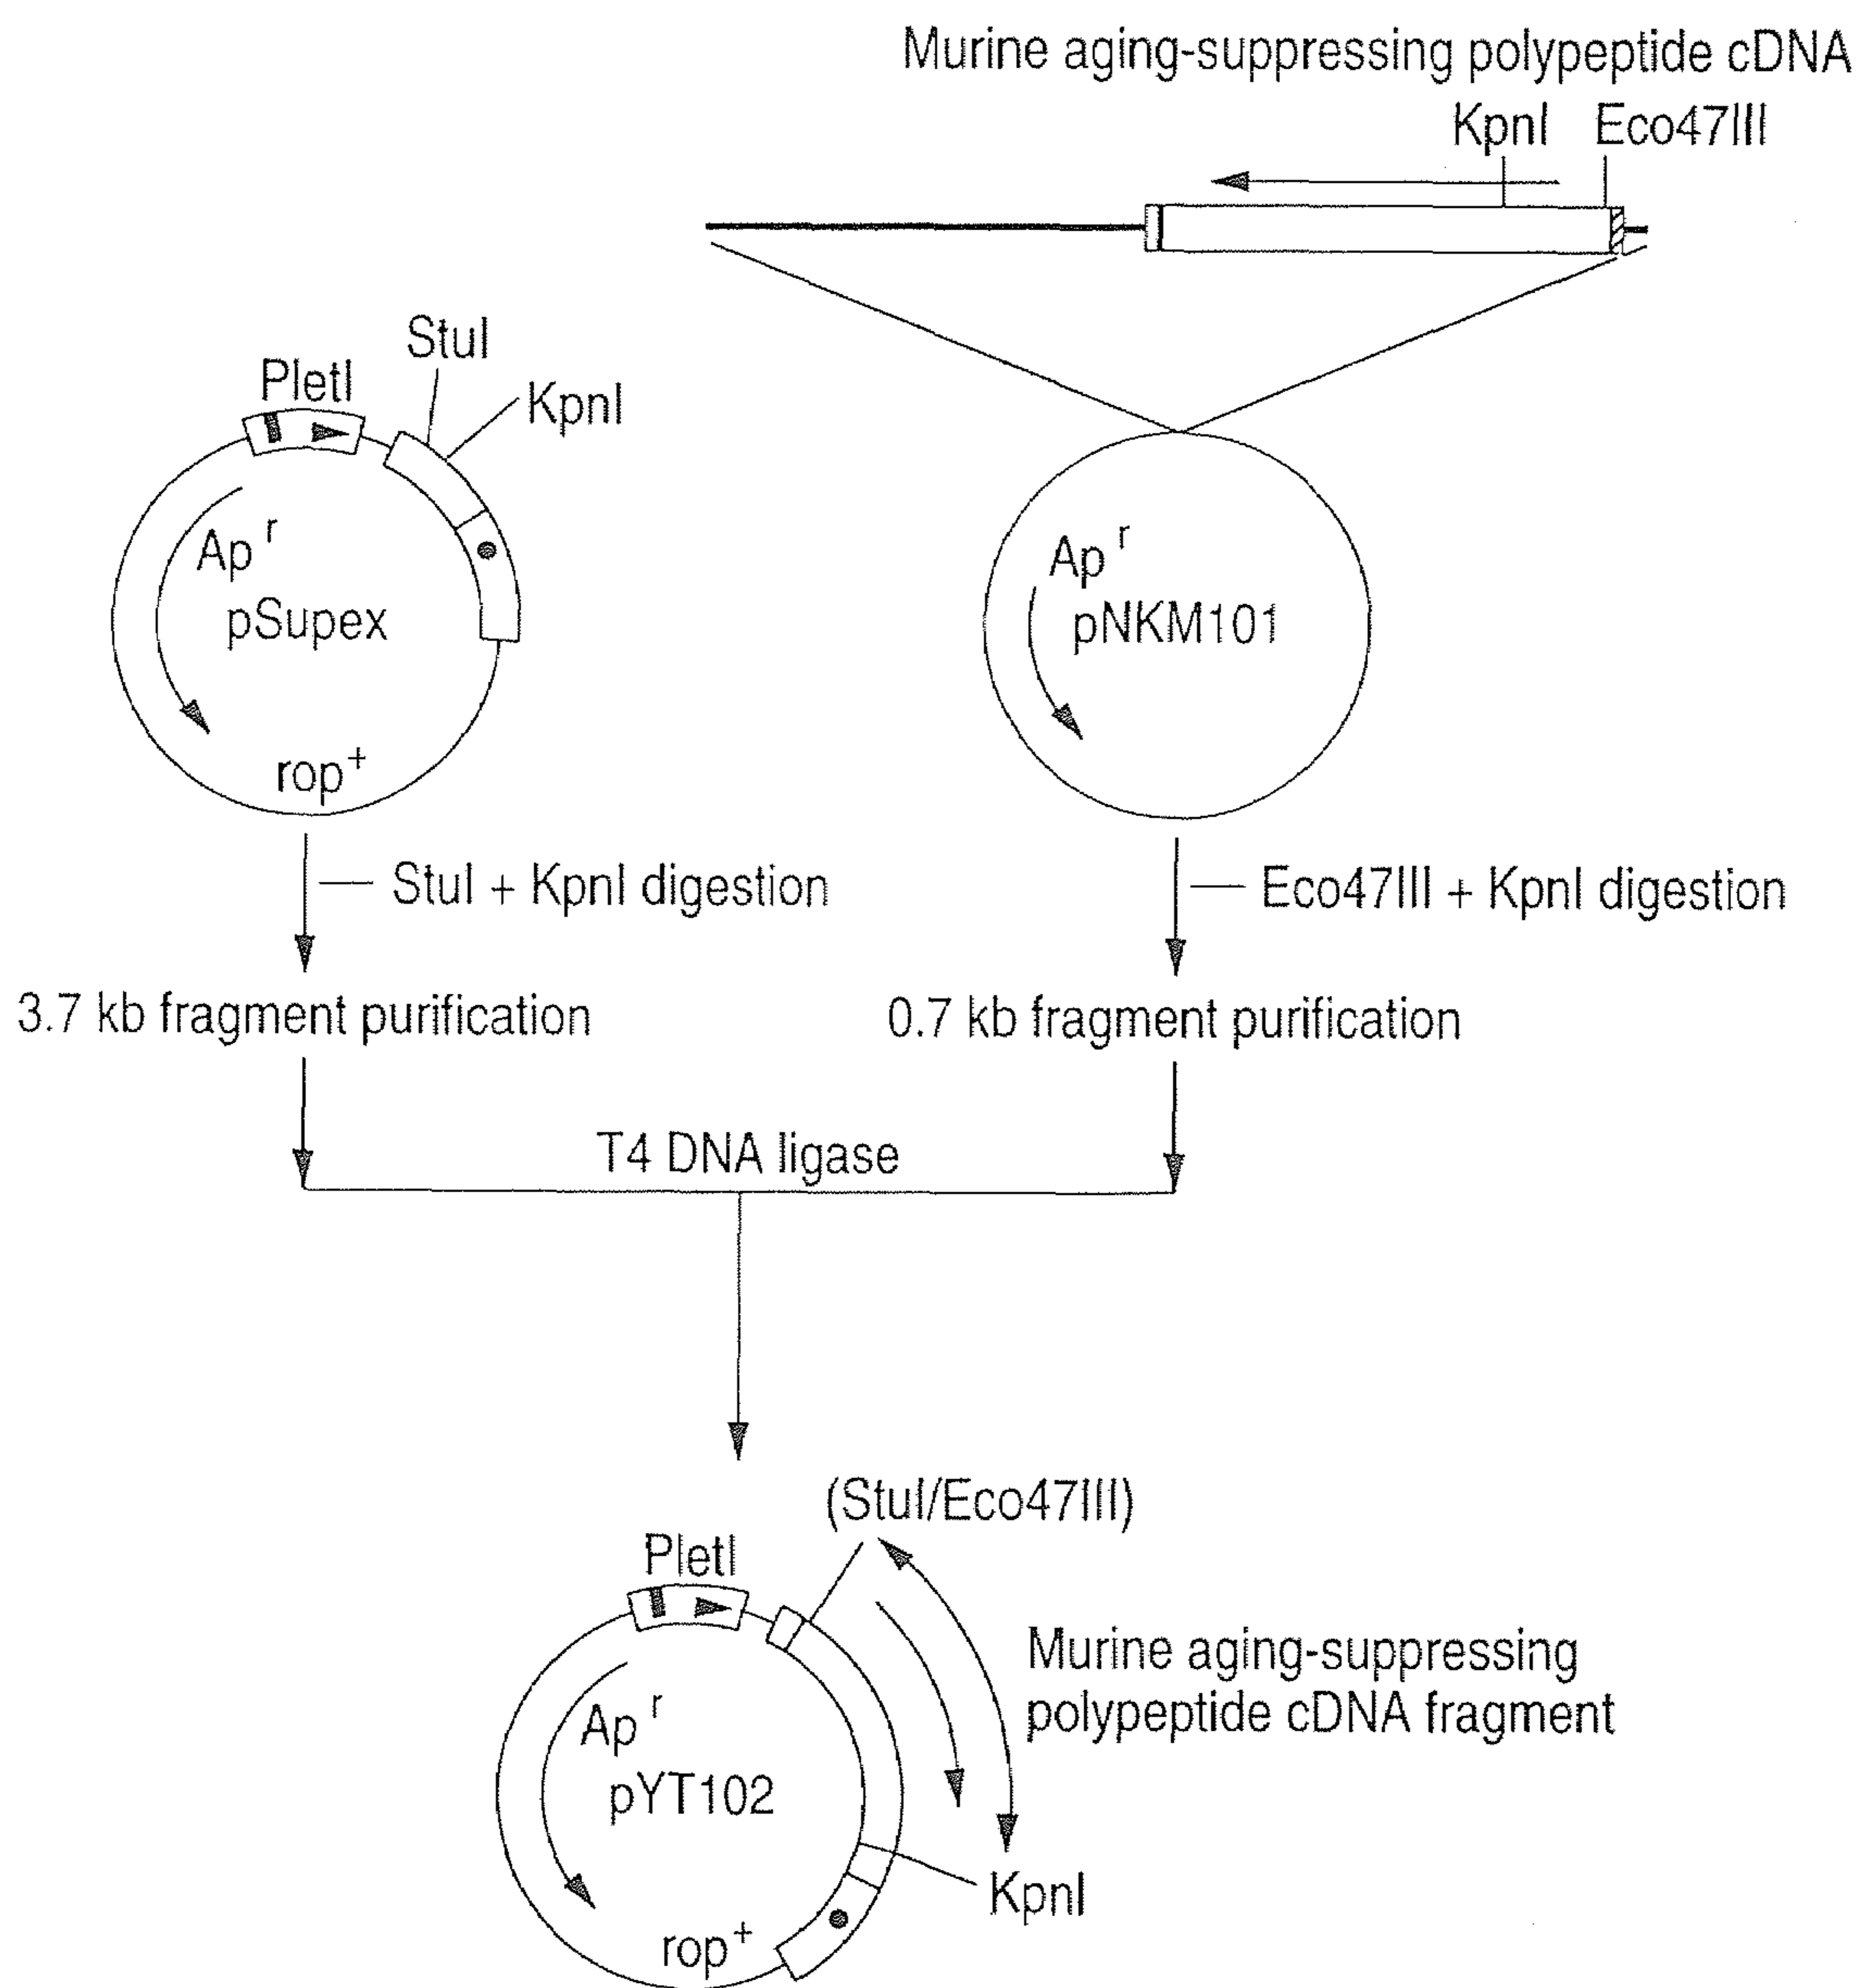 Murine aging-suppressing polypeptide cDNA
KpnI Eco47III
StuI
PletI
KpnI
Ap r
pSupex
rop+
Ap r
pNKM101
StuI + KpnI digestion
Eco47III + KpnI digestion
3.7 kb fragment purification
0.7 kb fragment purification
T4 DNA ligase
(StuI/Eco47III)
PletI
Murine aging-suppressing
polypeptide cDNA fragment
Ap r
pYT102
KpnI
rop+